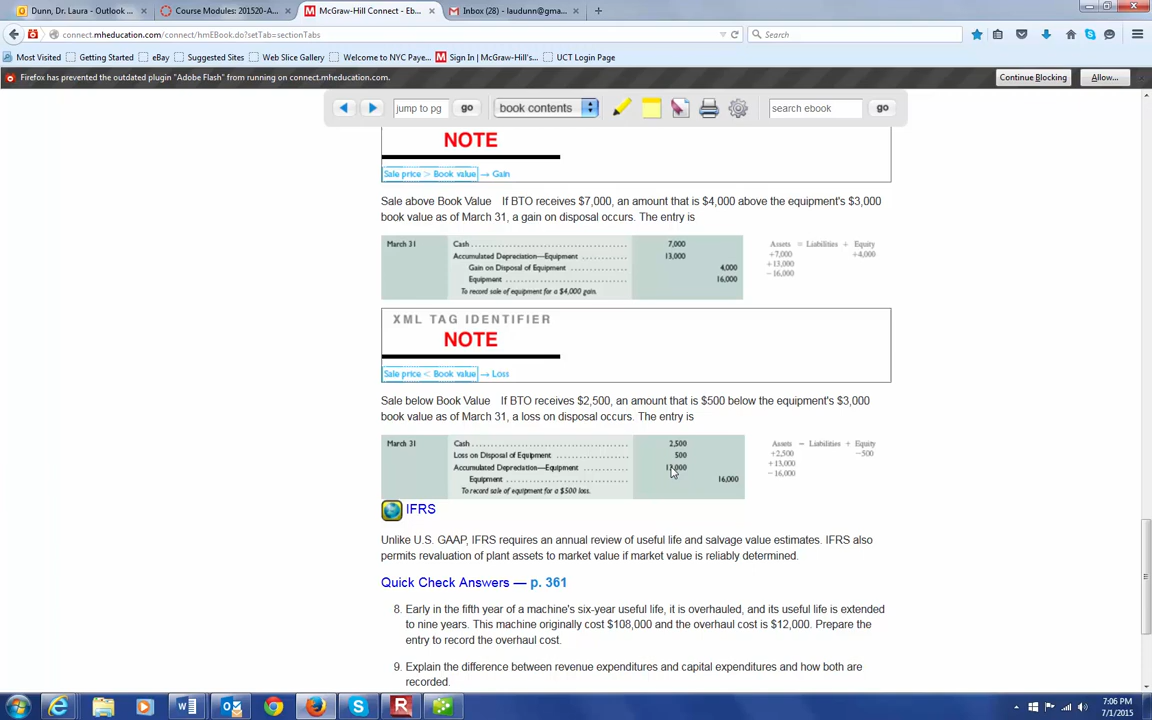 Dunn, Dr. Laura - Outlook ...
Course Modules: 201520-A...
McGraw-Hill Connect - Eb...
Inbox (28) - laudunn@gma...
connect.mheducation.com/connect/hmEBook.do?setTab=sectionTabs
Search
Most Visited
Getting Started
eBay
Suggested Sites
Web Slice Gallery
Welcome to NYC Paye...
Sign In | McGraw-Hill's...
UCT Login Page
Firefox has prevented the outdated plugin "Adobe Flash" from running on connect.mheducation.com.
Continue Blocking
Allow...
jump to pg
go
book contents
search ebook
go
NOTE
Sale price > Book value → Gain
Sale above Book Value If BTO receives $7,000, an amount that is $4,000 above the equipment's $3,000
book value as of March 31, a gain on disposal occurs. The entry is
March 31 Cash 7,000
Accumulated Depreciation—Equipment 13,000
Gain on Disposal of Equipment 4,000
Equipment 16,000
To record sale of equipment for a $4,000 gain.
Assets = Liabilities + Equity
+7,000 +4,000
+13,000
−16,000
XML TAG IDENTIFIER
NOTE
Sale price < Book value → Loss
Sale below Book Value If BTO receives $2,500, an amount that is $500 below the equipment's $3,000
book value as of March 31, a loss on disposal occurs. The entry is
March 31 Cash 2,500
Loss on Disposal of Equipment 500
Accumulated Depreciation—Equipment 13,000
Equipment 16,000
To record sale of equipment for a $500 loss.
Assets = Liabilities + Equity
+2,500 −500
+13,000
−16,000
IFRS
Unlike U.S. GAAP, IFRS requires an annual review of useful life and salvage value estimates. IFRS also
permits revaluation of plant assets to market value if market value is reliably determined.
Quick Check Answers — p. 361
8. Early in the fifth year of a machine's six-year useful life, it is overhauled, and its useful life is extended
to nine years. This machine originally cost $108,000 and the overhaul cost is $12,000. Prepare the
entry to record the overhaul cost.
9. Explain the difference between revenue expenditures and capital expenditures and how both are
recorded.
7:06 PM
7/1/2015